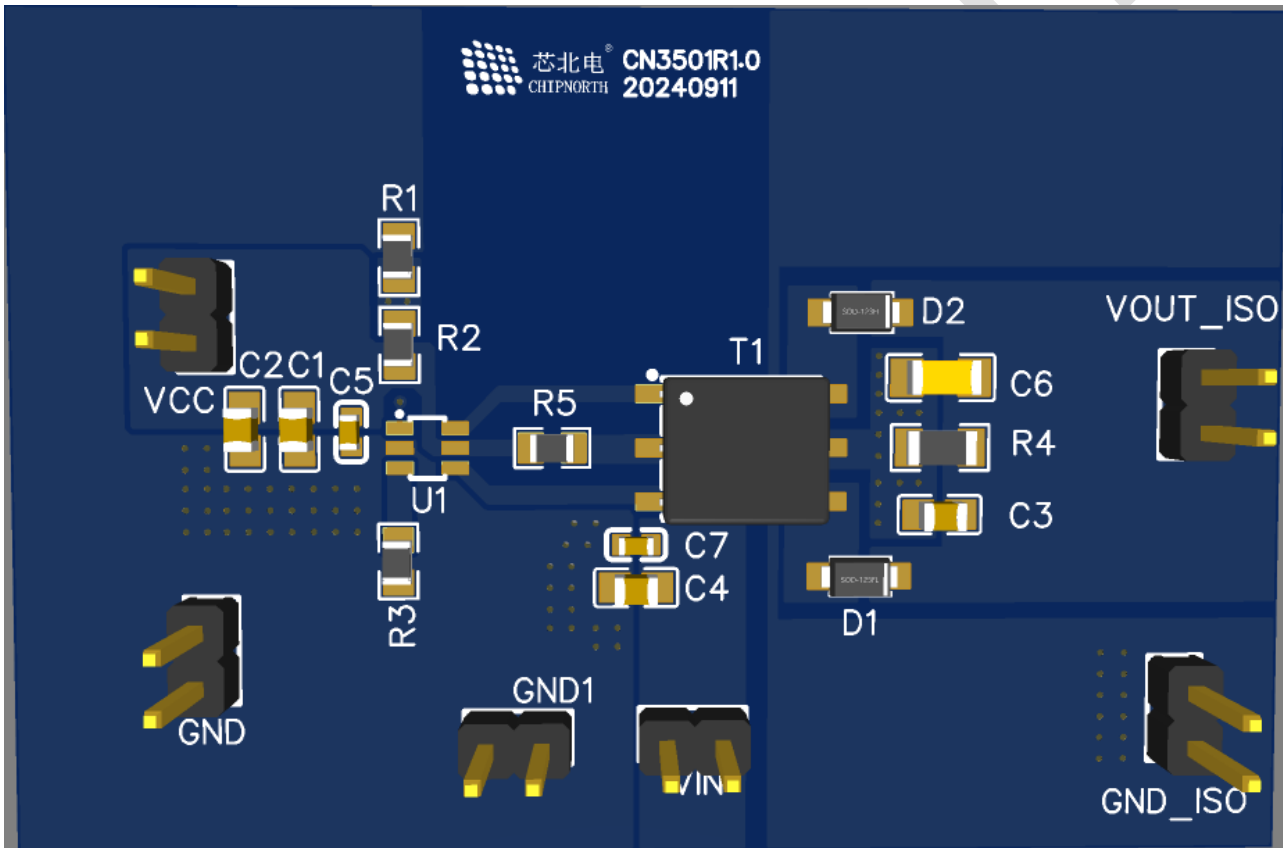 芯北电® CN3501R1.0
CHIPNORTH 20240911
R1
R2
VCC
C2
C1
C5
U1
R3
R5
T1
C7
C4
SOD-123H
D2
C6
R4
C3
SOD-123FL
D1
VOUT_ISO
GND
GND1
VIN
GND_ISO